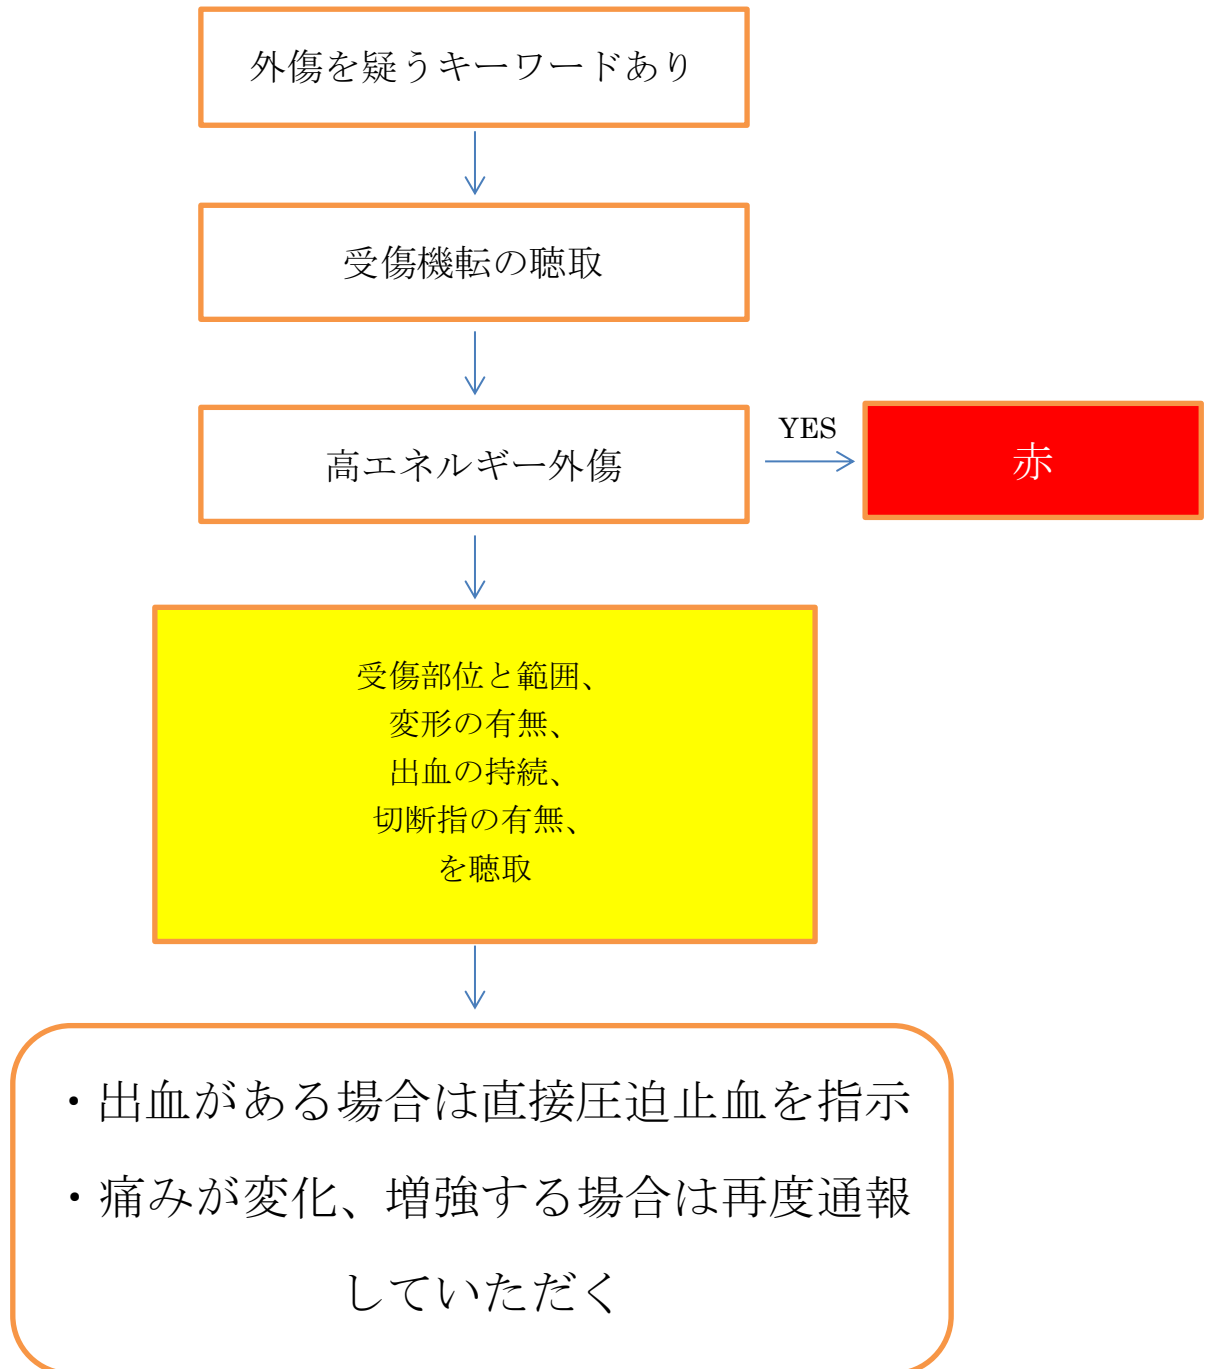 外傷を疑うキーワードあり
受傷機転の聴取
高エネルギー外傷
YES
赤
受傷部位と範囲、
変形の有無、
出血の持続、
切断指の有無、
を聴取
・出血がある場合は直接圧迫止血を指示
・痛みが変化、増強する場合は再度通報
していただく